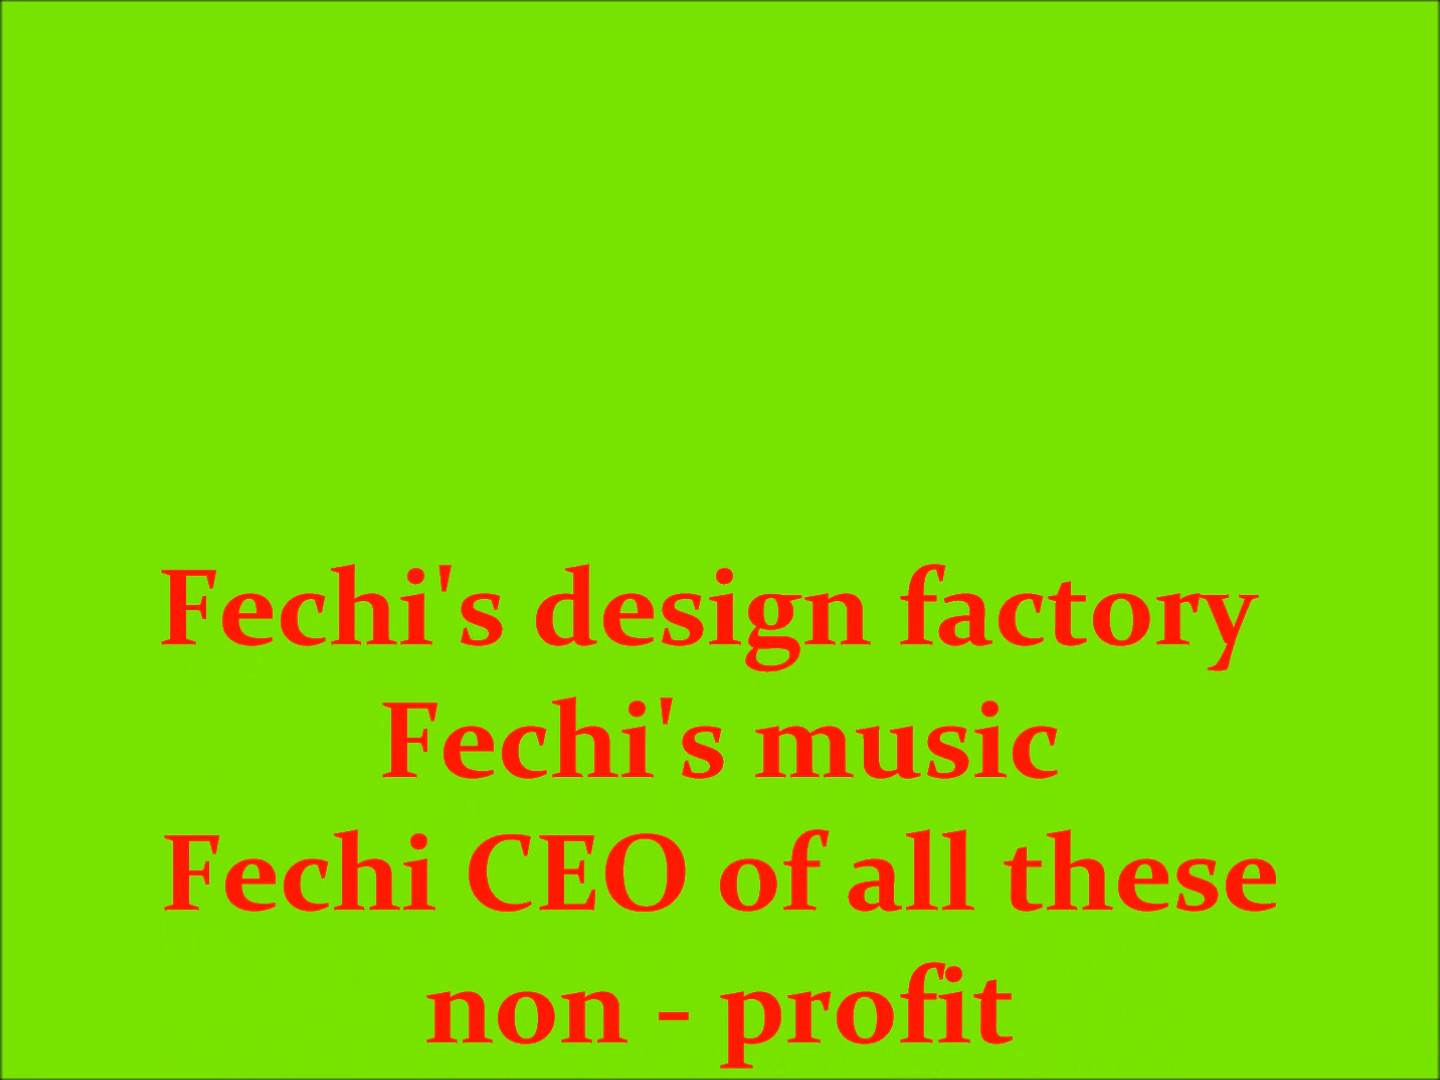 Fechi's design factory
Fechi's music
Fechi CEO of all these
non - profit